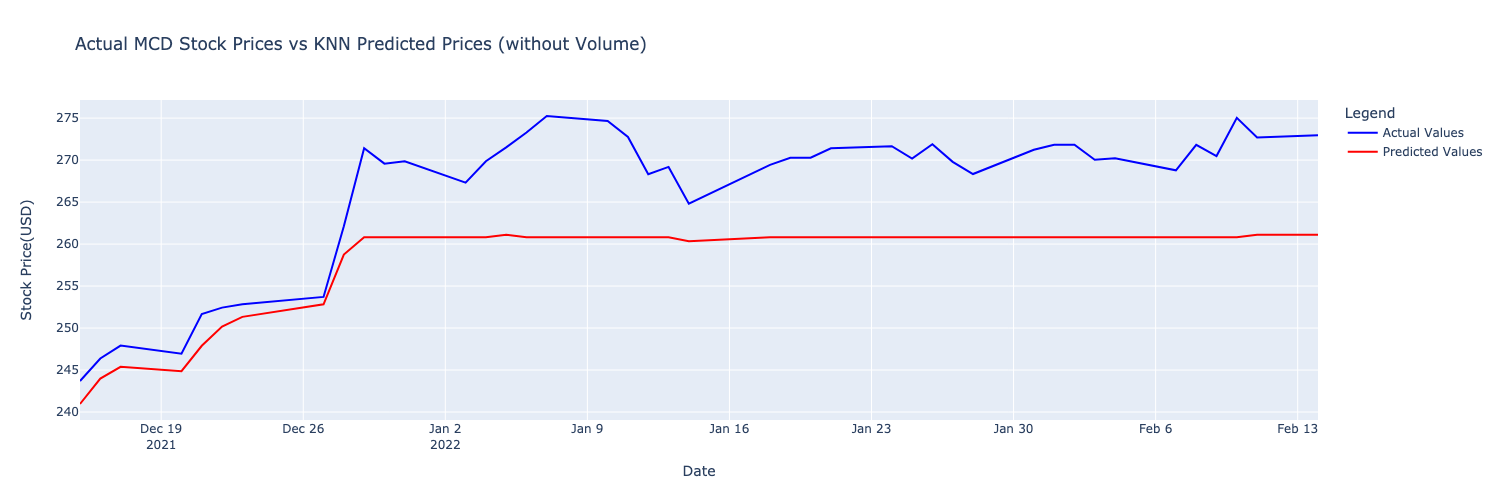 Actual MCD Stock Prices vs KNN Predicted Prices (without Volume)
Legend
Actual Values
Predicted Values
Stock Price(USD)
275
270
265
260
255
250
245
240
Dec 19
2021
Dec 26
Jan 2
2022
Jan 9
Jan 16
Jan 23
Jan 30
Feb 6
Feb 13
Date